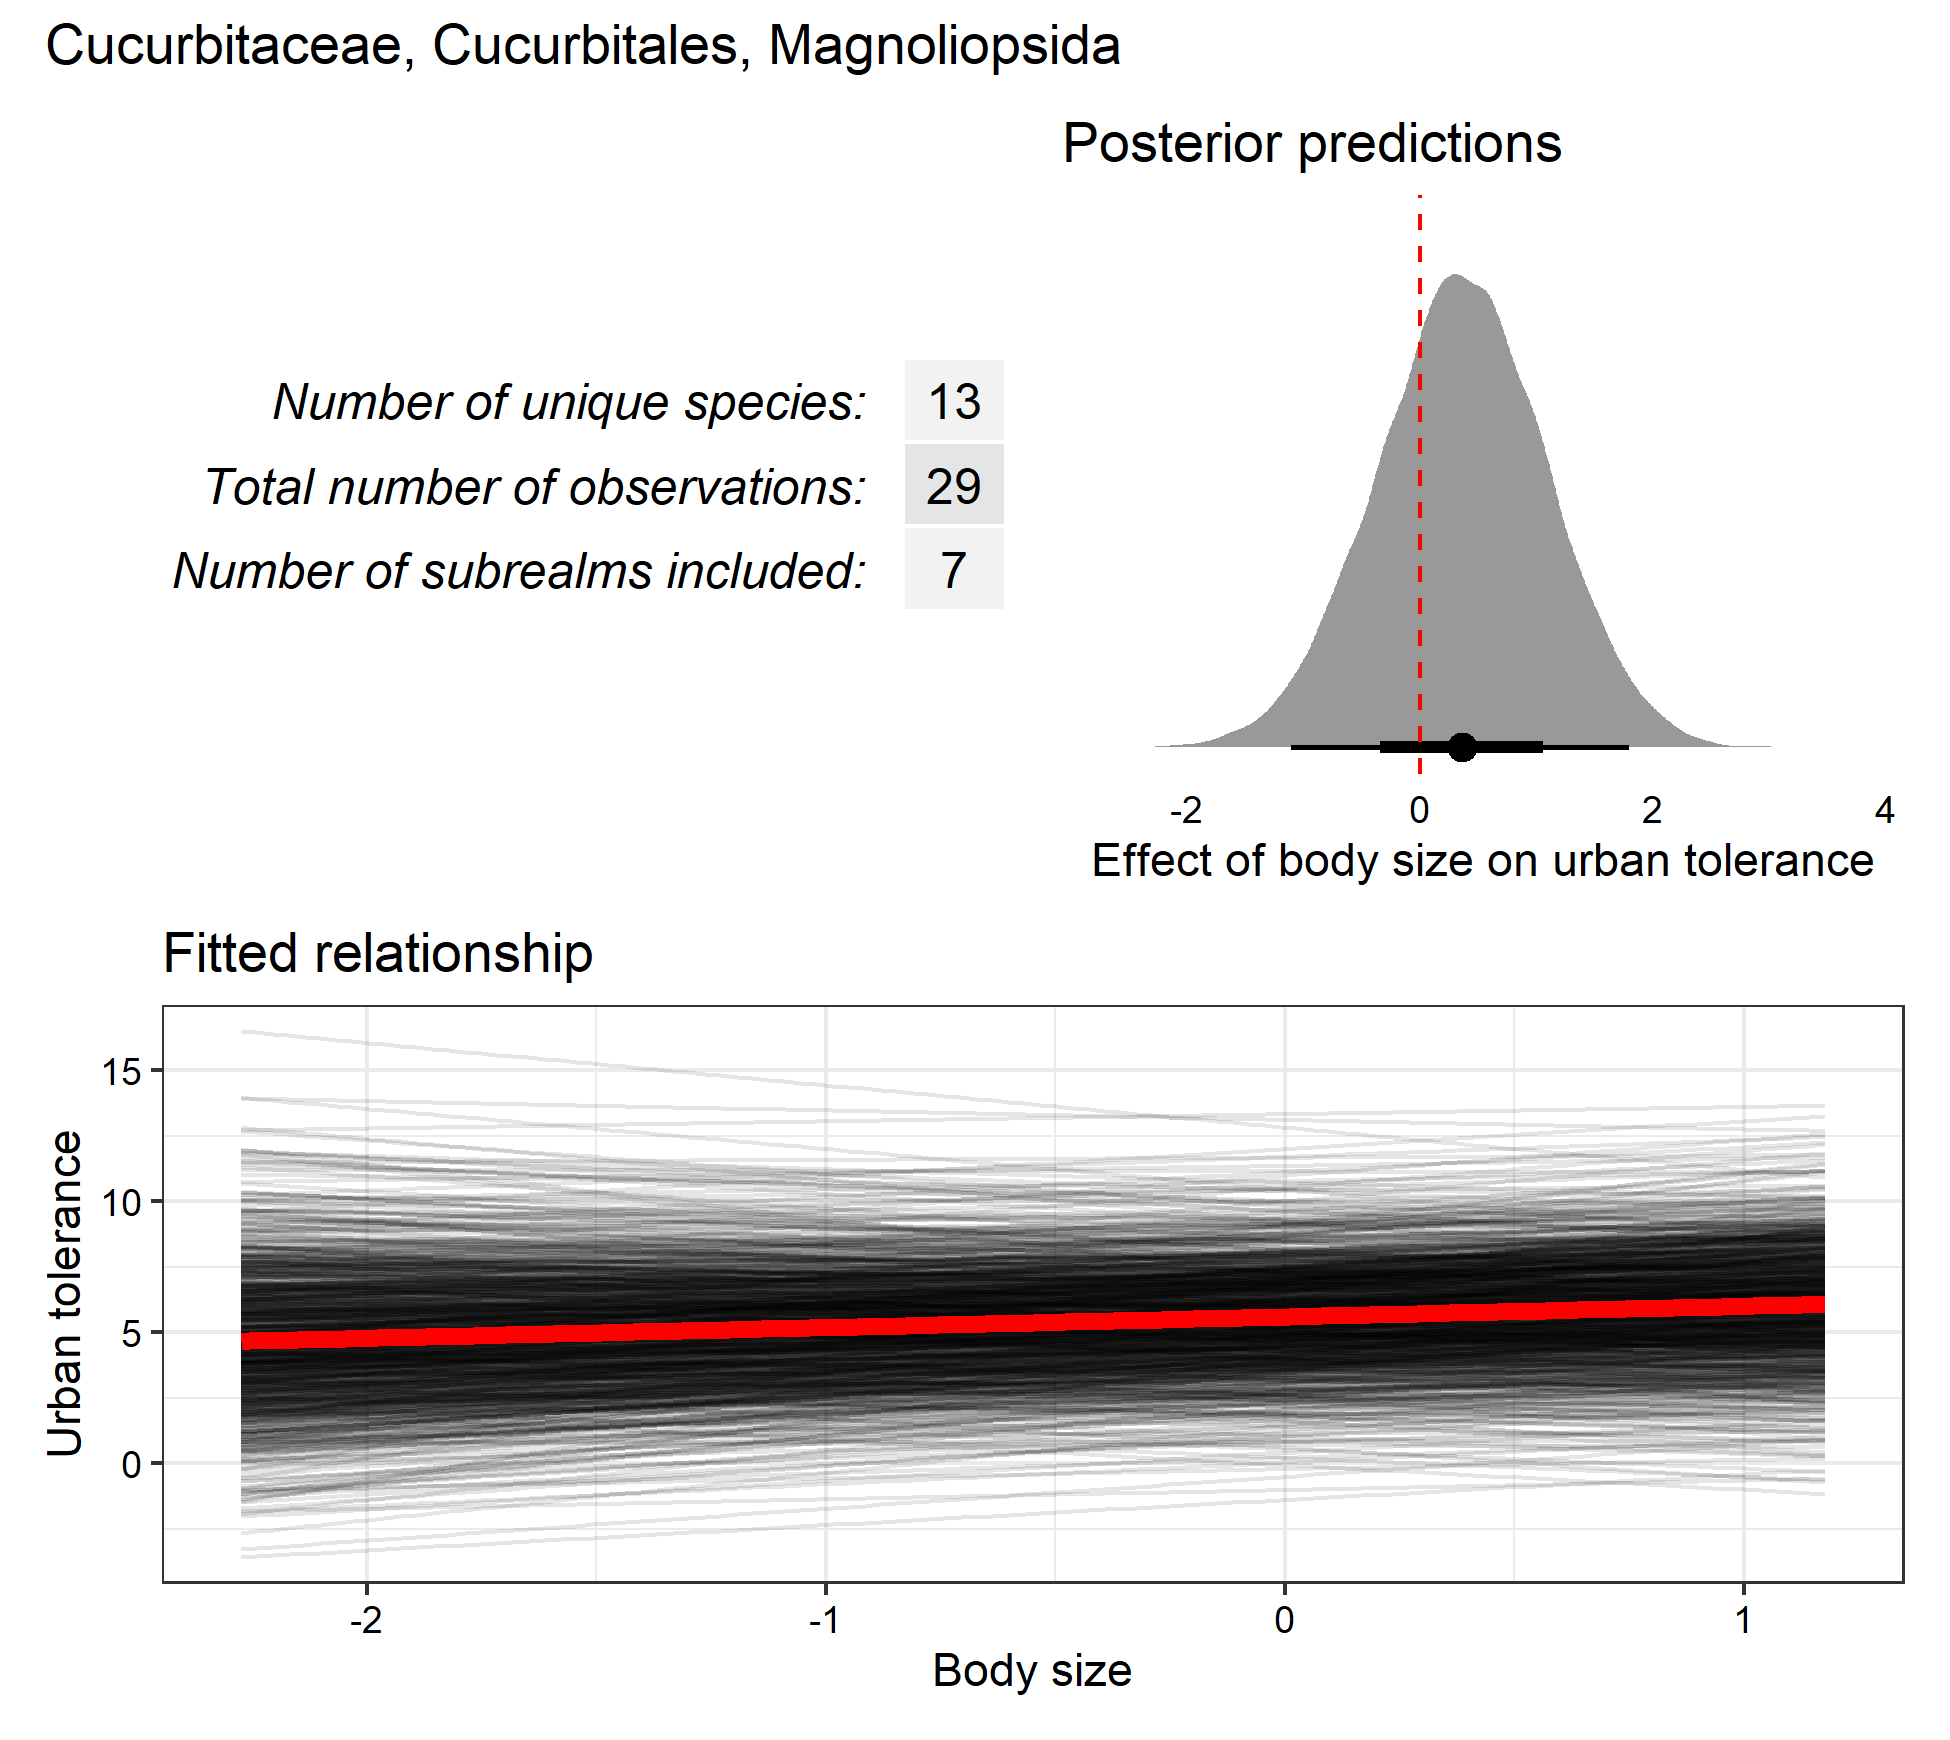 Cucurbitaceae, Cucurbitales, Magnoliopsida
Posterior predictions
Number of unique species: 13
Total number of observations: 29
Number of subrealms included: 7
-2 0 2 4
Effect of body size on urban tolerance
Fitted relationship
15
10
5
0
Urban tolerance
-2 -1 0 1
Body size